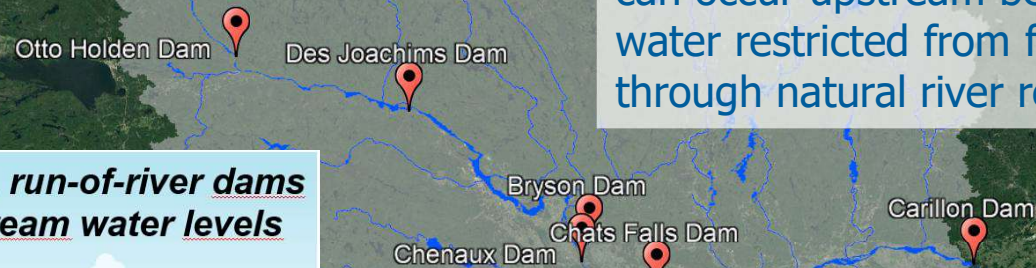 can occur upstream be
water restricted from f
through natural river r
Otto Holden Dam
Des Joachims Dam
run-of-river dams
eam water levels
Bryson Dam
Carillon Dam
Chats Falls Dam
Chenaux Dam